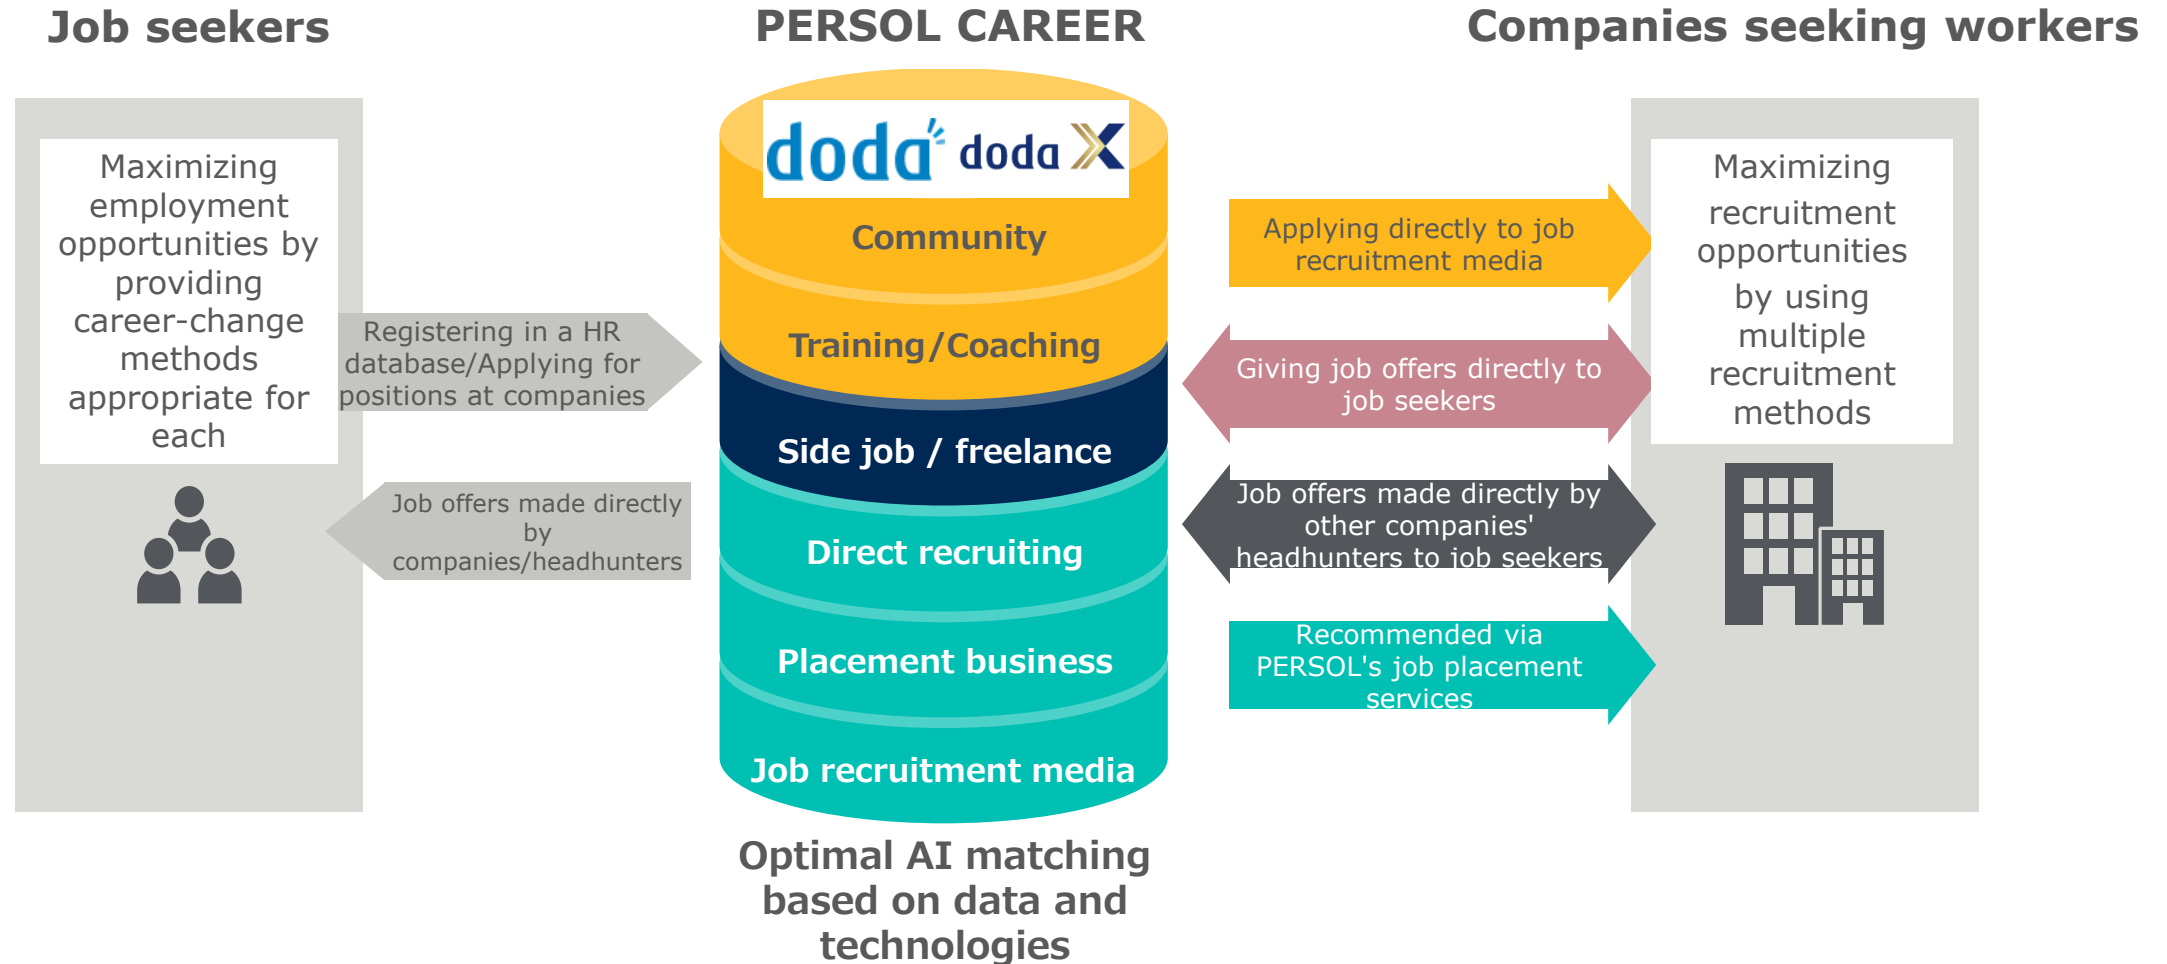 Job seekers
PERSOL CAREER
Companies seeking workers
Maximizing
employment
opportunities by
providing
career-change
methods
appropriate for
each
Registering in a HR
database/Applying for
positions at companies
Job offers made directly
by
companies/headhunters
doda doda X
Community
Training/Coaching
Side job / freelance
Direct recruiting
Placement business
Job recruitment media
Optimal AI matching
based on data and
technologies
Applying directly to job
recruitment media
Giving job offers directly to
job seekers
Job offers made directly by
other companies'
headhunters to job seekers
Recommended via
PERSOL's job placement
services
Maximizing
recruitment
opportunities
by using
multiple
recruitment
methods